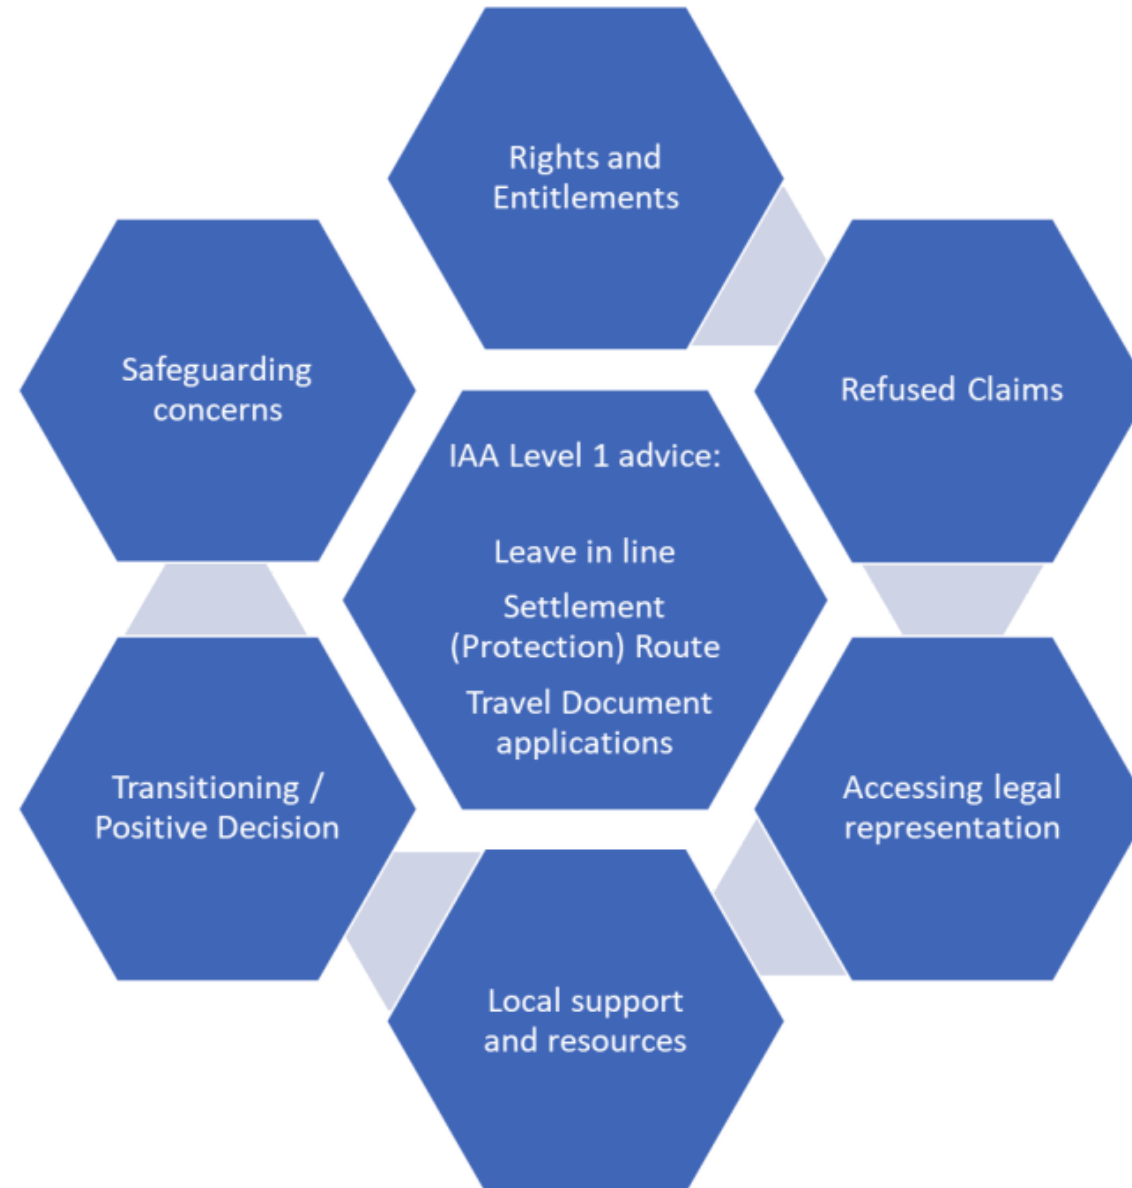 Rights and
Entitlements
Safeguarding
concerns
Refused Claims
IAA Level 1 advice:
Leave in line
Settlement
(Protection) Route
Travel Document
applications
Transitioning /
Positive Decision
Accessing legal
representation
Local support
and resources